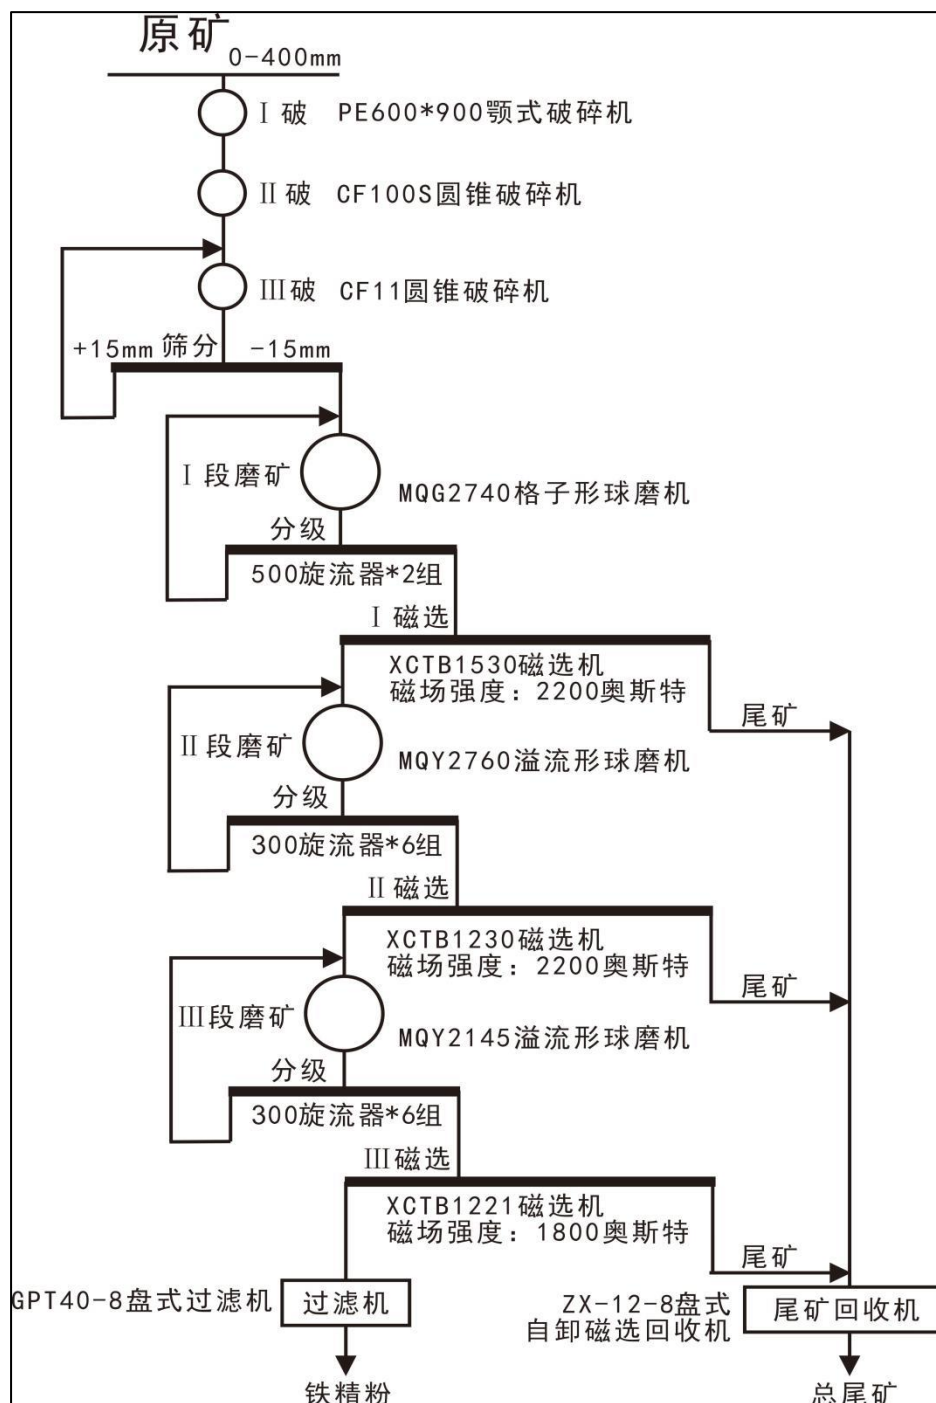 原矿
0-400mm
Ⅰ破 PE600*900颚式破碎机
Ⅱ破 CF100S圆锥破碎机
Ⅲ破 CF11圆锥破碎机
+15mm 筛分 -15mm
Ⅰ段磨矿
MQG2740格子形球磨机
分级
500旋流器*2组
Ⅰ磁选
XCTB1530磁选机
磁场强度：2200奥斯特
尾矿
Ⅱ段磨矿
MQY2760溢流形球磨机
分级
300旋流器*6组
Ⅱ磁选
XCTB1230磁选机
磁场强度：2200奥斯特
尾矿
Ⅲ段磨矿
MQY2145溢流形球磨机
分级
300旋流器*6组
Ⅲ磁选
XCTB1221磁选机
磁场强度：1800奥斯特
尾矿
GPT40-8盘式过滤机
过滤机
ZX-12-8盘式
自卸磁选回收机
尾矿回收机
铁精粉
总尾矿